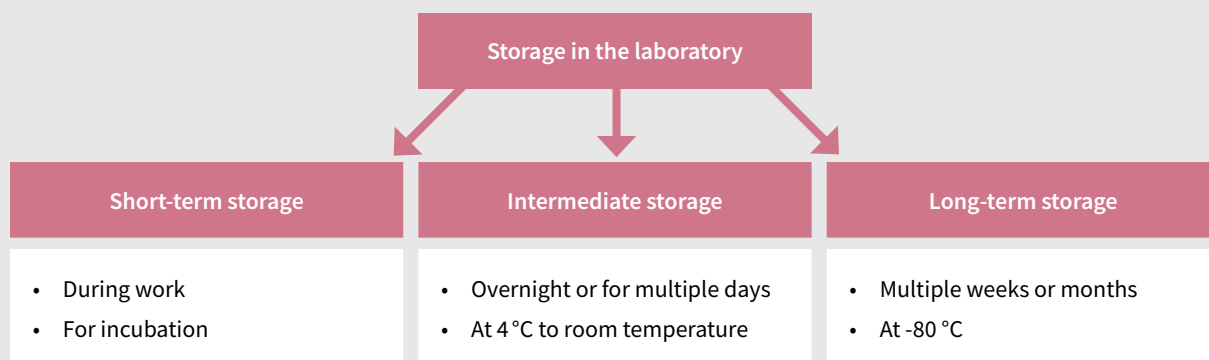 Storage in the laboratory
Short-term storage
• During work
• For incubation
Intermediate storage
• Overnight or for multiple days
• At 4 °C to room temperature
Long-term storage
• Multiple weeks or months
• At -80 °C